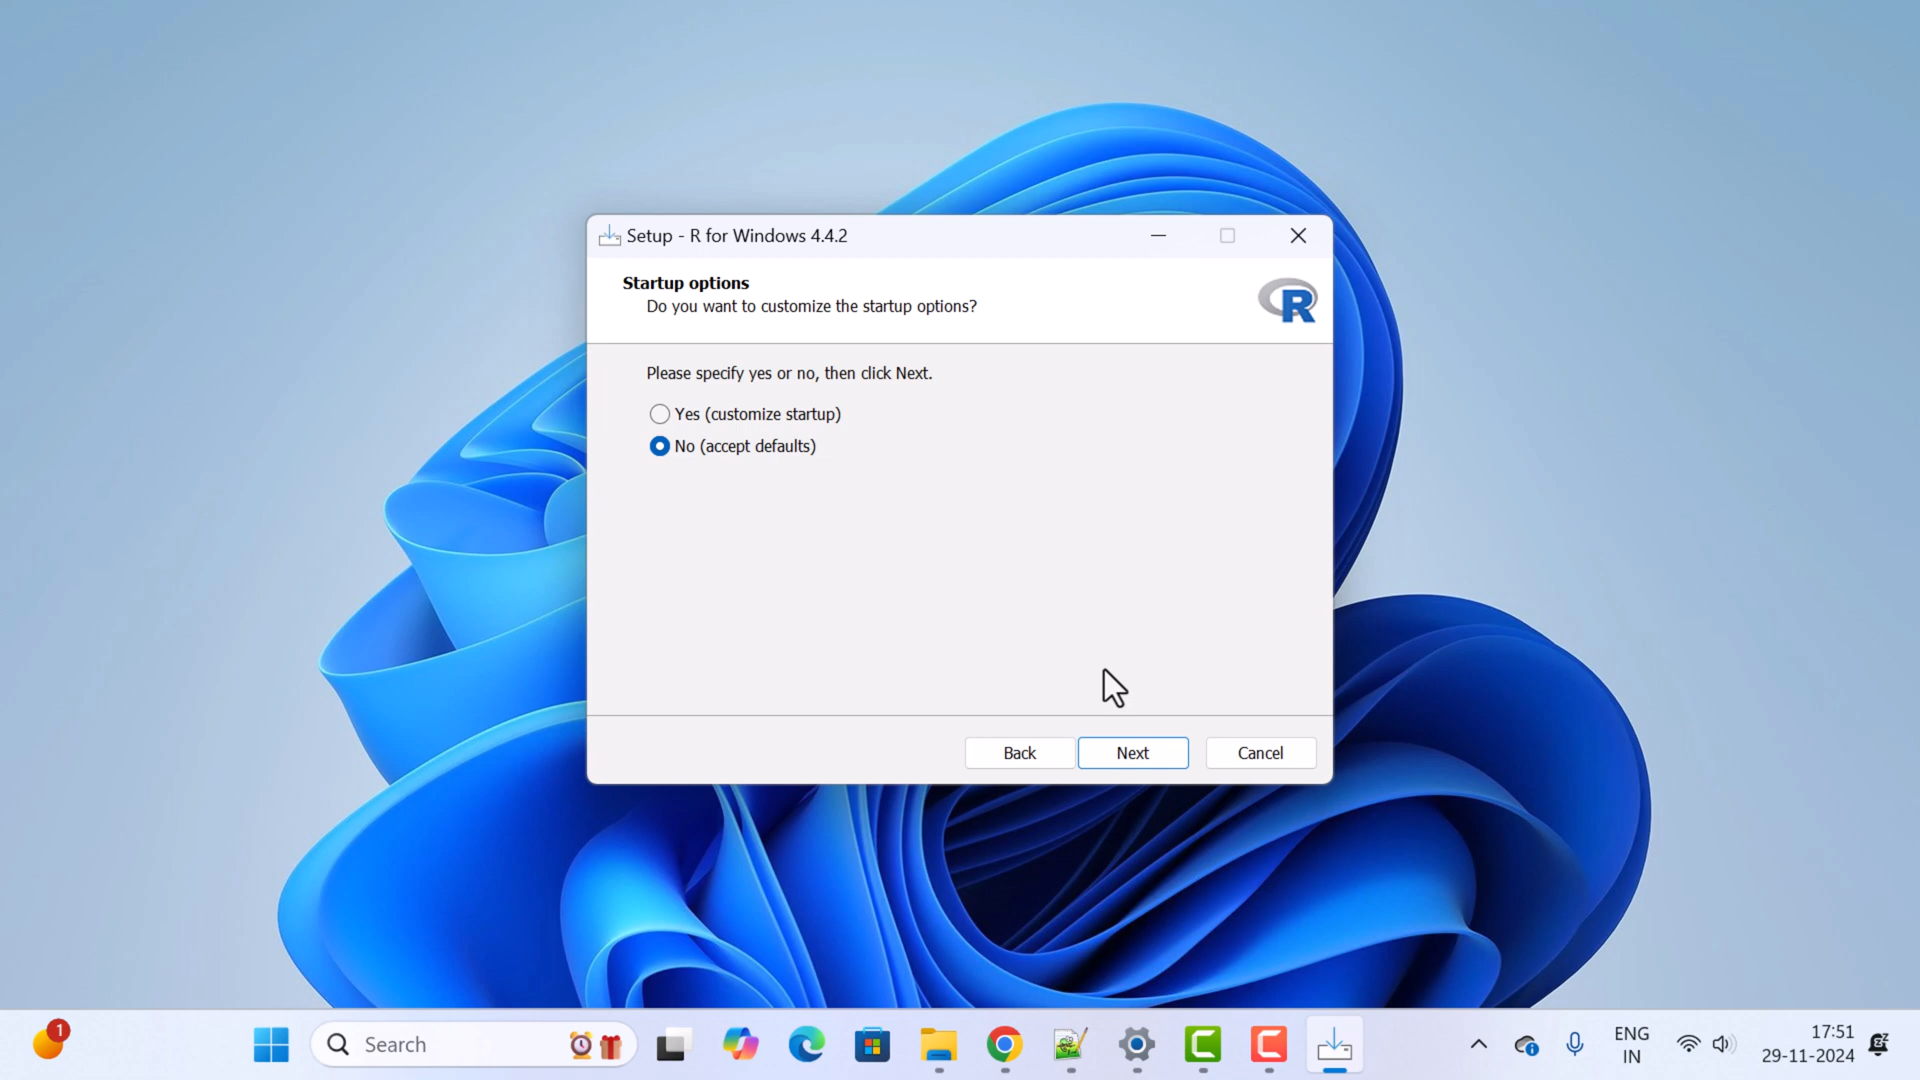 Setup - R for Windows 4.4.2
Startup options
Do you want to customize the startup options?
R
Please specify yes or no, then click Next.
Yes (customize startup)
No (accept defaults)
Back
Next
Cancel
1
Search
ENG
IN
17:51
29-11-2024